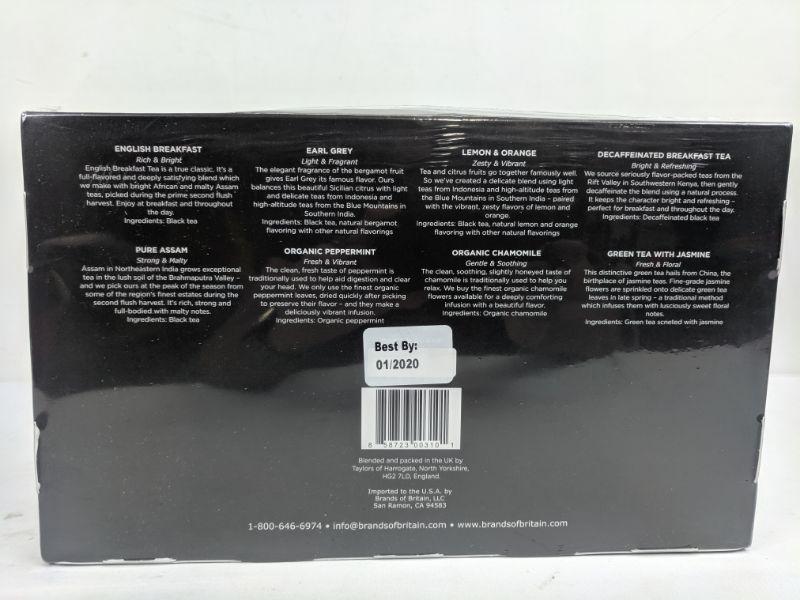 ENGLISH BREAKFAST
Rich & Bright
English Breakfast Tea is a true classic. It's a
full-flavored and deeply satisfying blend which
we make with bright African and malty Assam
teas, picked during the prime second flush
harvest. Enjoy at breakfast and throughout
the day.
Ingredients: Black tea
EARL GREY
Light & Fragrant
The elegant fragrance of the bergamot fruit
gives Earl Grey its famous flavor. Ours
balances this beautiful Sicilian citrus with light
and delicate teas from Indonesia and
high-altitude teas from the Blue Mountains in
Southern India.
Ingredients: Black tea, natural bergamot
flavoring with other natural flavorings
LEMON & ORANGE
Zesty & Vibrant
Tea and citrus fruits go together famously well.
So we've created a delicate blend using light
teas from Indonesia and high-altitude teas from
the Blue Mountains in Southern India - paired
with the vibrant, zesty flavors of lemon and
orange.
Ingredients: Black tea, natural lemon and orange
flavoring with other natural flavorings
DECAFFEINATED BREAKFAST TEA
Bright & Refreshing
We source seriously flavor-packed teas from the
Rift Valley in Southwestern Kenya, then gently
decaffeinate the blend using a natural process.
It keeps the character bright and refreshing -
perfect for breakfast and throughout the day.
Ingredients: Decaffeinated black tea
PURE ASSAM
Strong & Malty
Assam in Northeastern India grows exceptional
tea in the lush soil of the Brahmaputra Valley -
and we pick ours at the peak of the season from
some of the region's finest estates during the
second flush harvest. It's rich, strong and
full-bodied with malty notes.
Ingredients: Black tea
ORGANIC PEPPERMINT
Fresh & Vibrant
The clean, fresh taste of peppermint is
traditionally used to help aid digestion and clear
your head. We only use the finest organic
peppermint leaves, dried quickly after picking
to preserve their flavor - and they make a
deliciously vibrant infusion.
Ingredients: Organic peppermint
ORGANIC CHAMOMILE
Gentle & Soothing
The clean, soothing, slightly honeyed taste of
chamomile is traditionally used to help you
relax. We buy the finest organic chamomile
flowers available for a deeply comforting
infusion with a beautiful flavor.
Ingredients: Organic chamomile
GREEN TEA WITH JASMINE
Fresh & Floral
This distinctive green tea hails from China, the
birthplace of jasmine teas. Fine-grade jasmine
flowers are sprinkled onto delicate green tea
leaves in late spring - a traditional method
which infuses them with lusciously sweet floral
notes.
Ingredients: Green tea scneted with jasmine
Best By:
01/2020
8 58723 00310 1
Blended and packed in the UK by
Taylors of Harrogate, North Yorkshire,
HG2 7LD, England.
Imported to the U.S.A. by
Brands of Britain, LLC
San Ramon, CA 94583
1-800-646-6974 • info@brandsofbritain.com • www.brandsofbritain.com